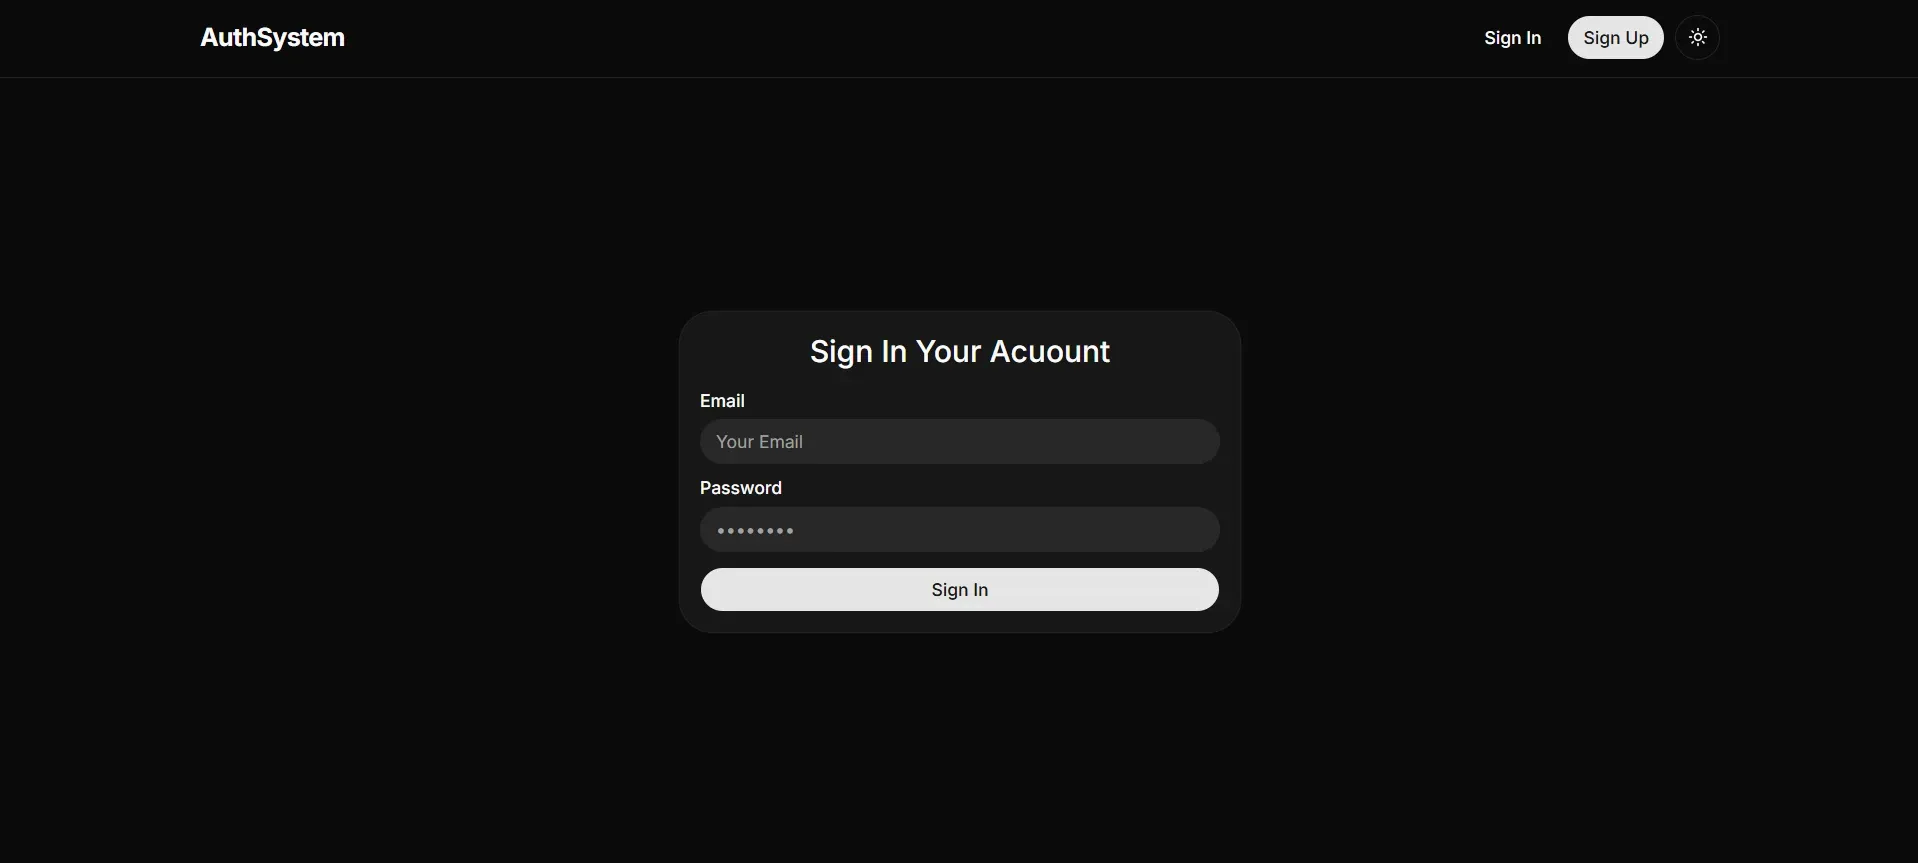 AuthSystem
Sign In
Sign Up
Sign In Your Acuount
Email
Your Email
Password
••••••••
Sign In